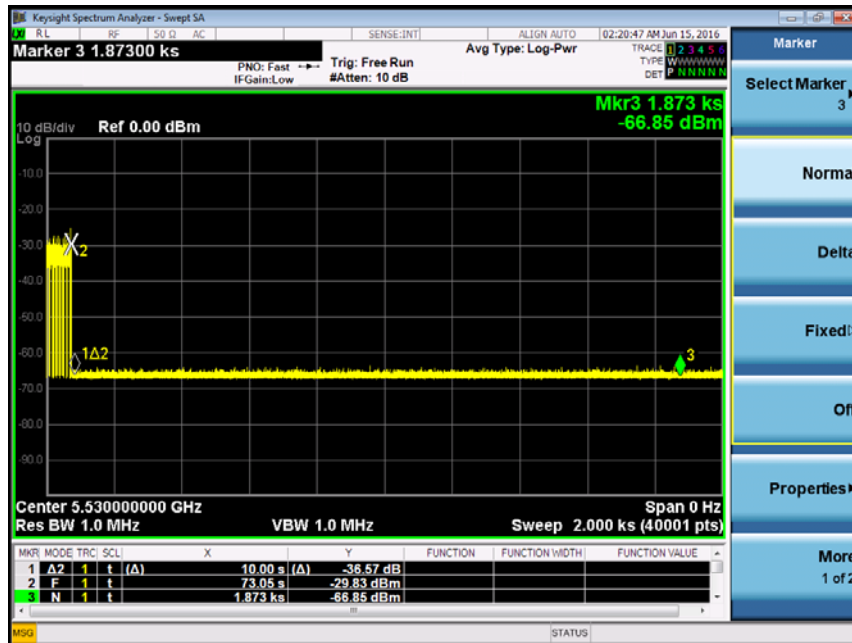 Keysight Spectrum Analyzer - Swept SA
RL RF 50 Ω AC SENSE:INT ALIGN AUTO 02:20:47 AM Jun 15, 2016
Marker 3 1.87300 ks
PNO: Fast
IFGain:Low
Trig: Free Run
#Atten: 10 dB
Avg Type: Log-Pwr
TRACE 1 2 3 4 5 6
TYPE WWWWWW
DET P N N N N N
Mkr3 1.873 ks
-66.85 dBm
10 dB/div Ref 0.00 dBm
Log
-10.0
-20.0
-30.0
-40.0
-50.0
-60.0
-70.0
-80.0
-90.0
X2
1Δ2
3
Center 5.530000000 GHz Span 0 Hz
Res BW 1.0 MHz VBW 1.0 MHz Sweep 2.000 ks (40001 pts)
MKR MODE TRC SCL X Y FUNCTION FUNCTION WIDTH FUNCTION VALUE
1 Δ2 1 t (Δ) 10.00 s (Δ) -36.57 dB
2 F 1 t 73.05 s -29.83 dBm
3 N 1 t 1.873 ks -66.85 dBm
MSG STATUS
Marker
Select Marker
3
Norma
Delta
Fixed
Off
Properties
More
1 of 2